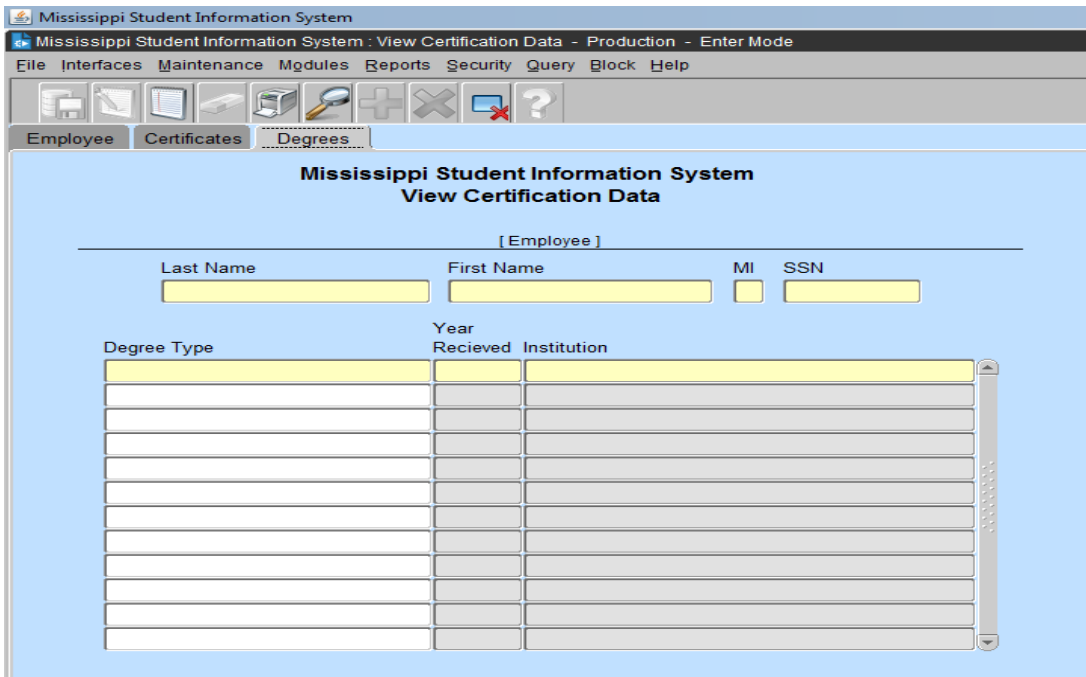 Mississippi Student Information System
Mississippi Student Information System : View Certification Data - Production - Enter Mode
File Interfaces Maintenance Modules Reports Security Query Block Help
Employee Certificates Degrees
Mississippi Student Information System
View Certification Data
[ Employee ]
Last Name First Name MI SSN
Year
Degree Type Recieved Institution